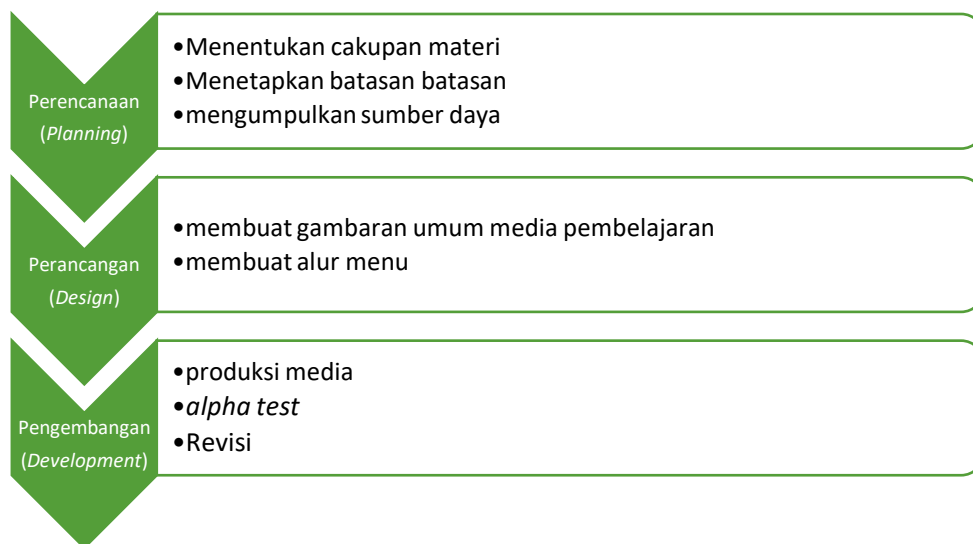 Perencanaan
(Planning)
•Menentukan cakupan materi
•Menetapkan batasan batasan
•mengumpulkan sumber daya
Perancangan
(Design)
•membuat gambaran umum media pembelajaran
•membuat alur menu
Pengembangan
(Development)
•produksi media
•alpha test
•Revisi